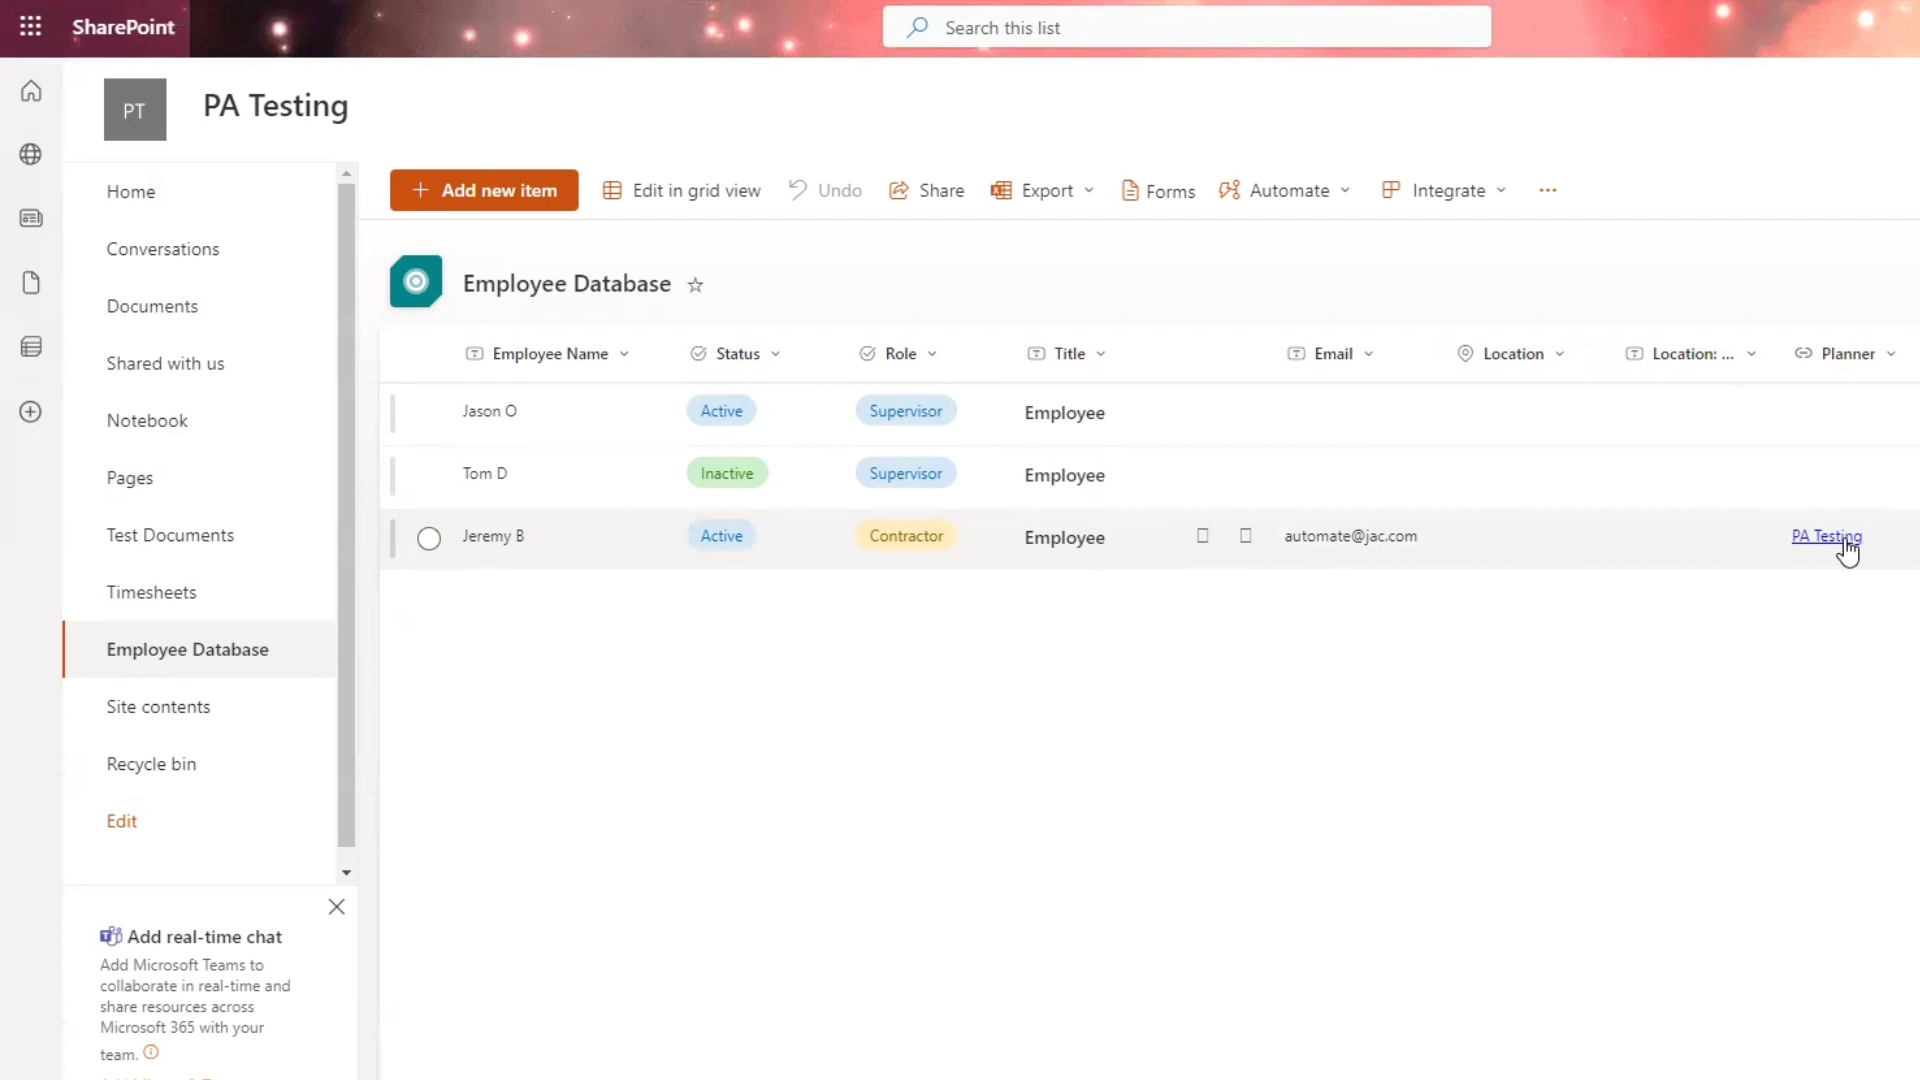 SharePoint
Search this list
PT
PA Testing
Home
Conversations
Documents
Shared with us
Notebook
Pages
Test Documents
Timesheets
Employee Database
Site contents
Recycle bin
Edit
Add real-time chat
Add Microsoft Teams to
collaborate in real-time and
share resources across
Microsoft 365 with your
team.
Add new item Edit in grid view Undo Share Export Forms Automate Integrate ...
Employee Database
Employee Name Status Role Title Email Location Location: ... Planner
Jason O Active Supervisor Employee
Tom D Inactive Supervisor Employee
Jeremy B Active Contractor Employee automate@jac.com PA Testing